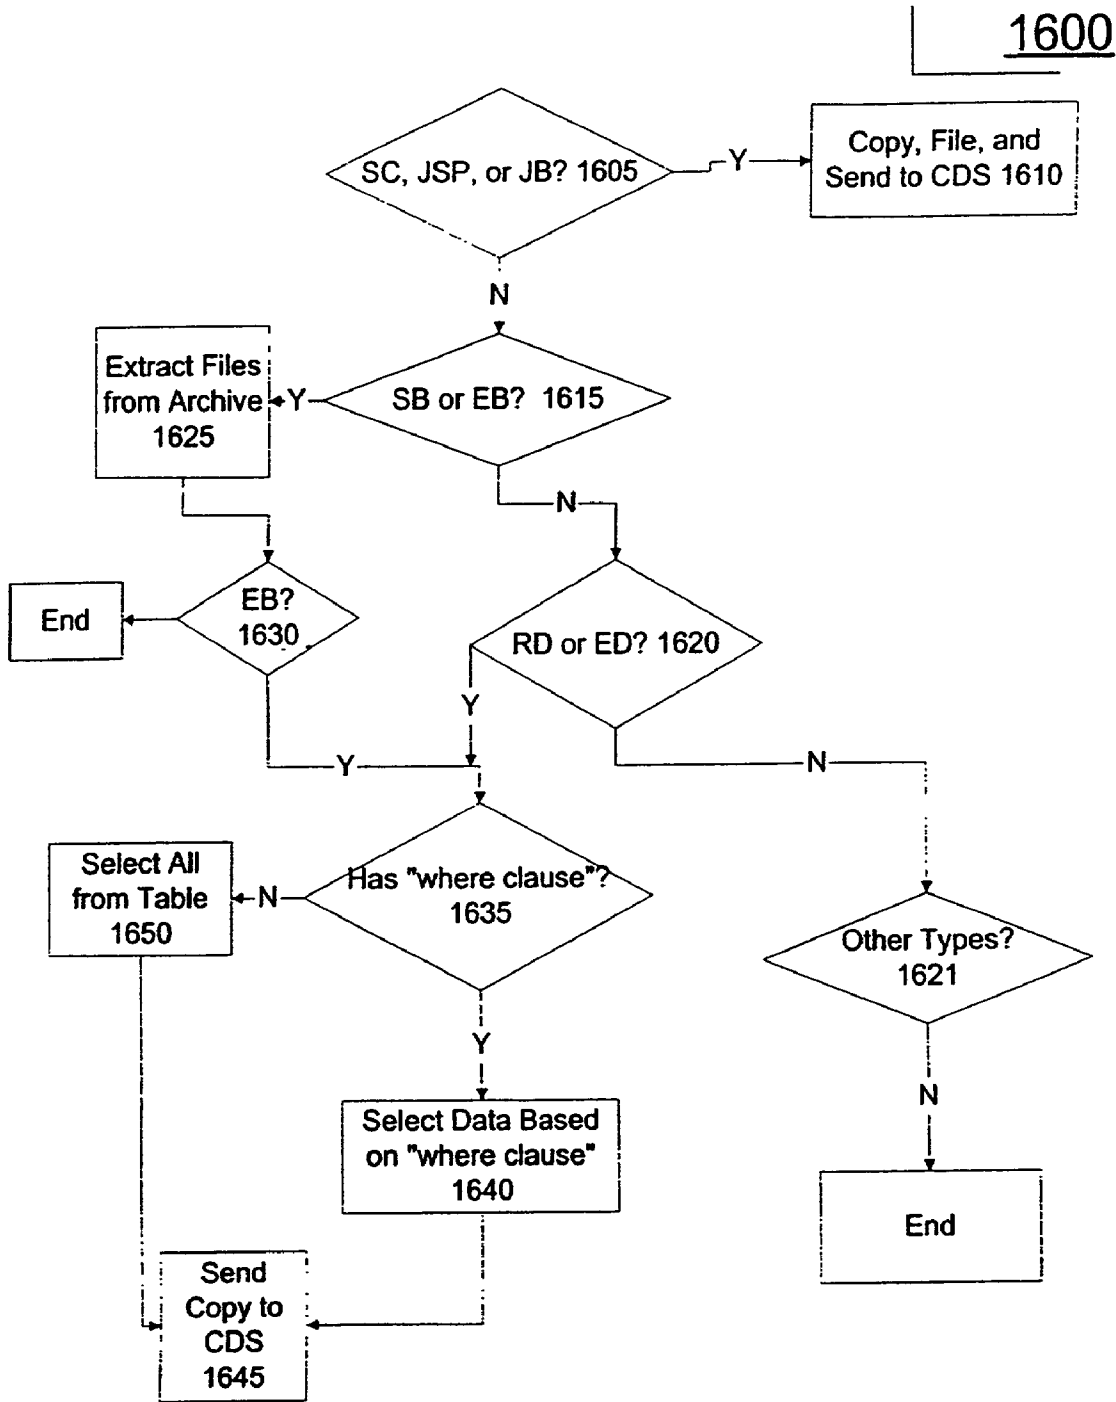 1600
SC, JSP, or JB? 1605
Y
Copy, File, and
Send to CDS 1610
N
Extract Files
from Archive
1625
Y
SB or EB? 1615
N
End
EB?
1630
RD or ED? 1620
Y
Y
N
Select All
from Table
1650
N
Has "where clause"?
1635
Other Types?
1621
Y
N
Select Data Based
on "where clause"
1640
End
Send
Copy to
CDS
1645